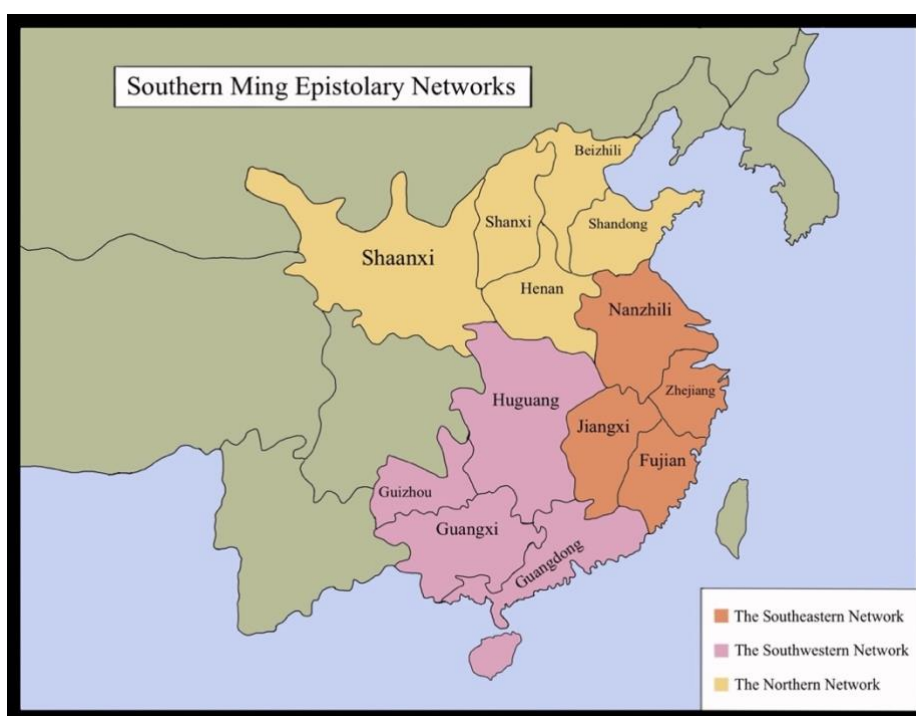 Southern Ming Epistolary Networks
Beizhili
Shanxi
Shandong
Shaanxi
Henan
Nanzhili
Zhejiang
Huguang
Jiangxi
Fujian
Guizhou
Guangxi
Guangdong
The Southeastern Network
The Southwestern Network
The Northern Network